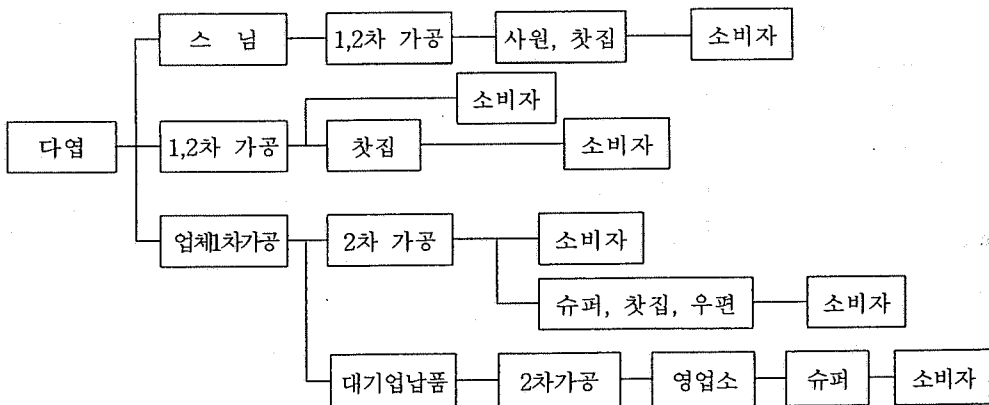 스 님 1,2차 가공 사원, 찻집 소비자
소비자
다엽 1,2차 가공 찻집 소비자
업체1차가공 2차 가공 소비자
슈퍼, 찻집, 우편 소비자
대기업납품 2차가공 영업소 슈퍼 소비자